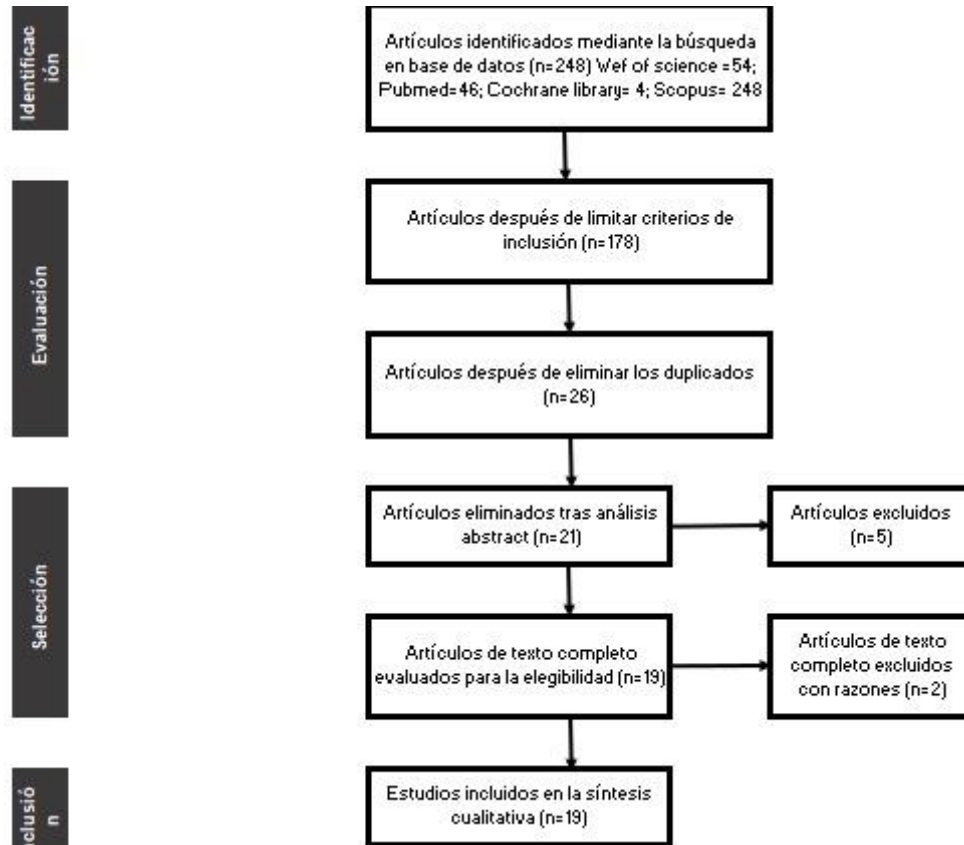 Identificac
ión
Artículos identificados mediante la búsqueda
en base de datos (n=248) Wef of science =54;
Pubmed=46; Cochrane library= 4; Scopus= 248
Evaluación
Artículos después de limitar criterios de
inclusión (n=178)
Artículos después de eliminar los duplicados
(n=26)
Selección
Artículos eliminados tras análisis
abstract (n=21)
Artículos excluidos
(n=5)
Artículos de texto completo
evaluados para la elegibilidad (n=19)
Artículos de texto
completo excluidos
con razones (n=2)
nclusió
n
Estudios incluidos en la síntesis
cualitativa (n=19)